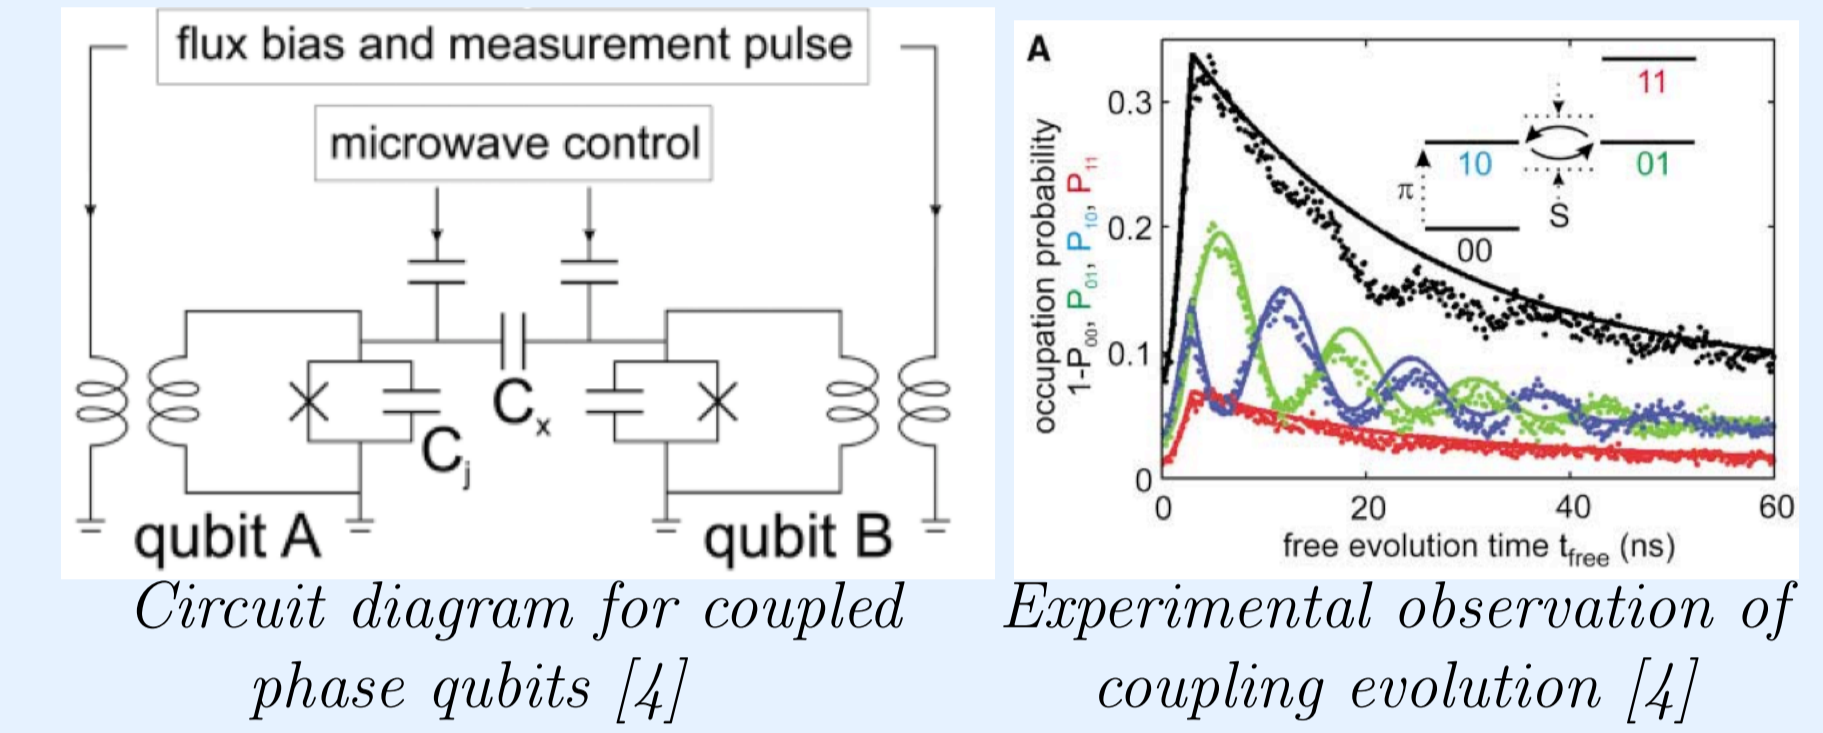 flux bias and measurement pulse
microwave control
Cₓ
Cⱼ
qubit A
qubit B
Circuit diagram for coupled
phase qubits [4]
A
occupation probability
1-P₀₀, P₀₁, P₁₀, P₁₁
0.3
0.2
0.1
0
0 20 40 60
free evolution time t_free (ns)
11
10
01
π
S
00
Experimental observation of
coupling evolution [4]